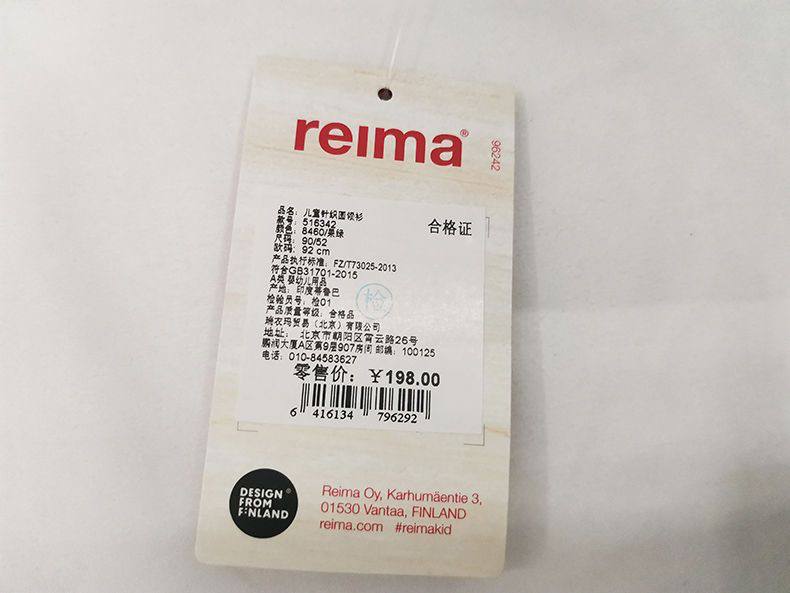 reima®
96242
合格证
品名: 儿童针织圆领衫
款号: 516342
颜色: 8460/果绿
尺码: 90/52
欧码: 92 cm
产品执行标准: FZ/T73025-2013
符合GB31701-2015
A类 婴幼儿用品
产地: 印度蒂鲁巴
检验员号: 检01
检
产品质量等级: 合格品
瑞衣玛贸易（北京）有限公司
地址: 北京市朝阳区霄云路26号
鹏润大厦A区第9层907房间 邮编: 100125
电话: 010-84583627
零售价: ￥198.00
6 416134 796292
DESIGN®
FROM
FINLAND
Reima Oy, Karhumäentie 3,
01530 Vantaa, FINLAND
reima.com #reimakid